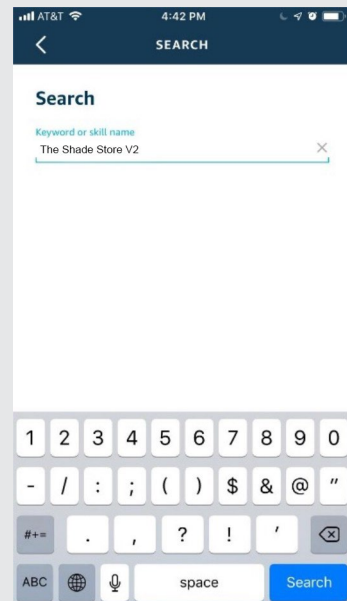 AT&T 4:42 PM
SEARCH
Search
Keyword or skill name
The Shade Store V2
1 2 3 4 5 6 7 8 9 0
- / : ; ( ) $ & @ "
#+= . , ? ! '
ABC space Search